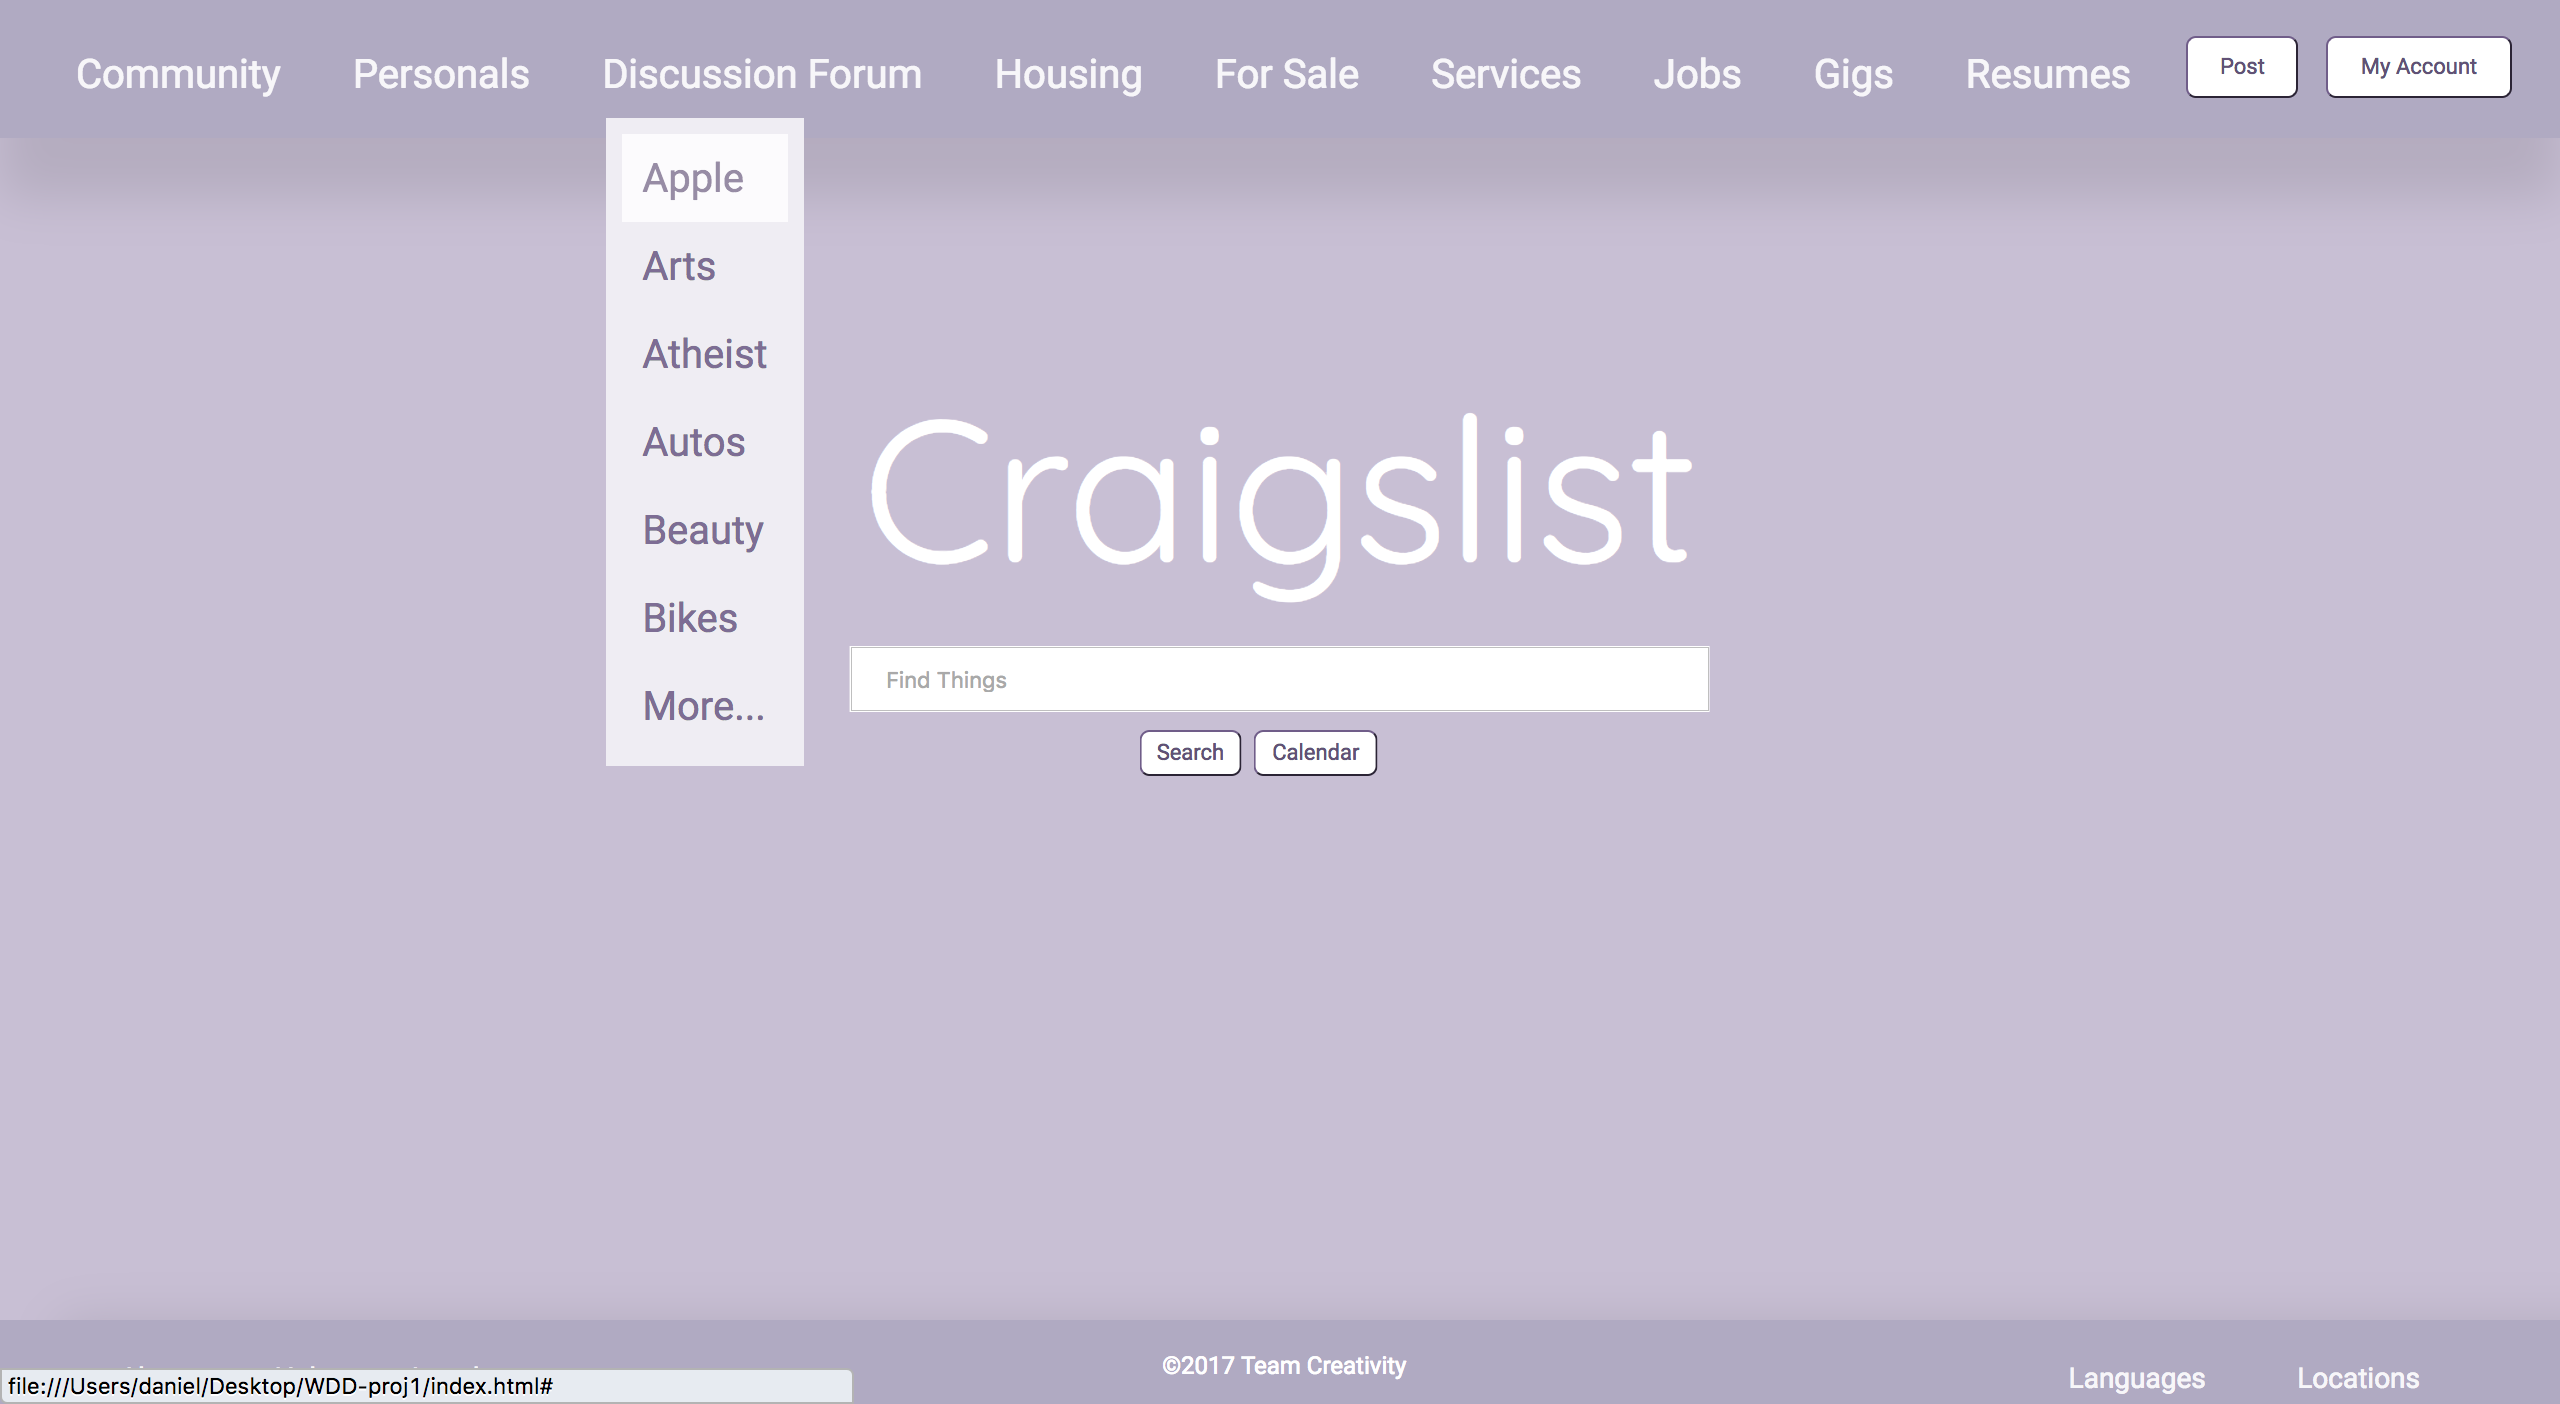 Community Personals Discussion Forum Housing For Sale Services Jobs Gigs Resumes Post My Account
Apple
Arts
Atheist
Autos
Beauty
Bikes
More...
Craigslist
Find Things
Search Calendar
©2017 Team Creativity
Languages Locations
file:///Users/daniel/Desktop/WDD-proj1/index.html#